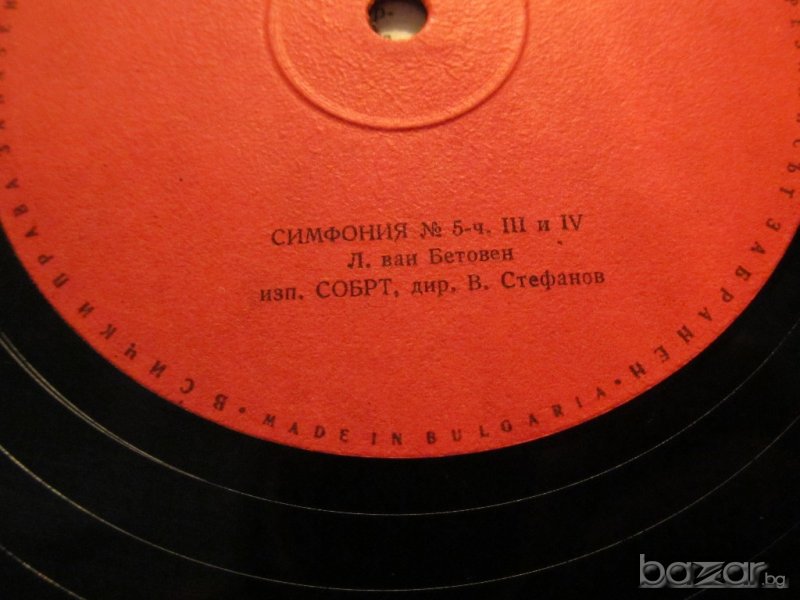 СИМФОНИЯ № 5-ч. III и IV
Л. ван Бетовен
изп. СОБРТ, дир. В. Стефанов
ВСИЧКИ ПРАВА • MADE IN BULGARIA • ЗАБРАНЕН
bazar.bg